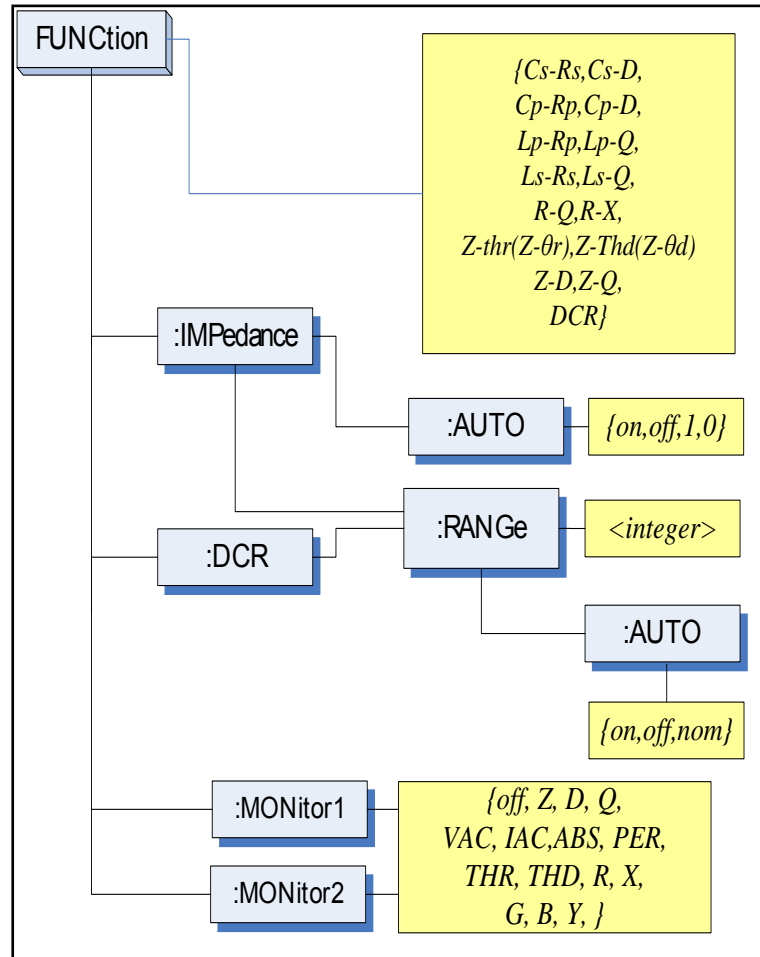 FUNCtion
{Cs-Rs,Cs-D,
Cp-Rp,Cp-D,
Lp-Rp,Lp-Q,
Ls-Rs,Ls-Q,
R-Q,R-X,
Z-thr(Z-θr),Z-Thd(Z-θd)
Z-D,Z-Q,
DCR}
:IMPedance
:AUTO
{on,off,1,0}
:RANGe
<integer>
:DCR
:AUTO
{on,off,nom}
:MONitor1
{off, Z, D, Q,
VAC, IAC,ABS, PER,
THR, THD, R, X,
G, B, Y, }
:MONitor2